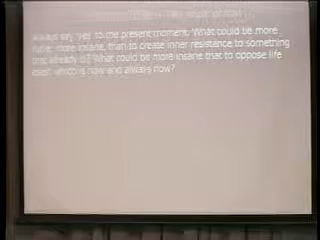 always say 'yes' to the present moment. What could be more
futile, more insane, than to create inner resistance to something
that already is? What could be more insane that to oppose life
itself which is now and always now?